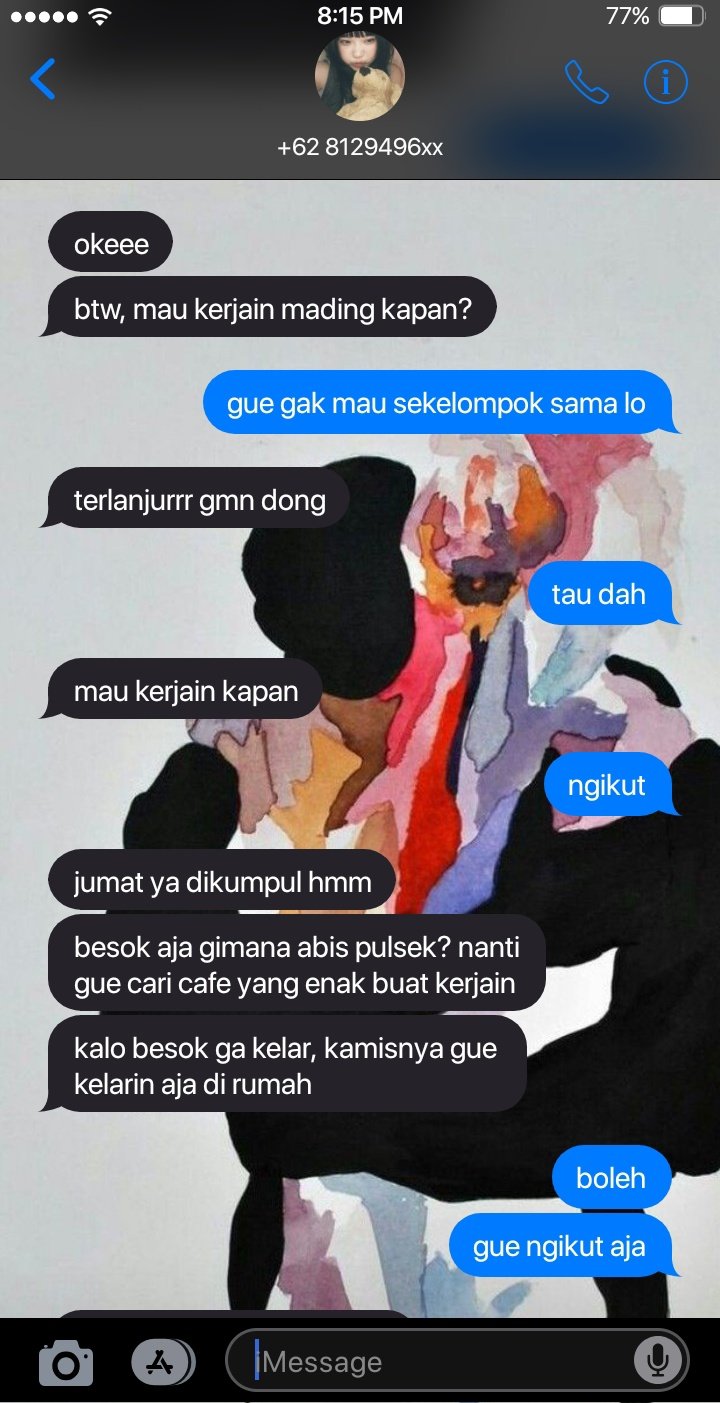 8:15 PM
77%
+62 8129496xx
okeee
btw, mau kerjain mading kapan?
gue gak mau sekelompok sama lo
terlanjurrr gmn dong
tau dah
mau kerjain kapan
ngikut
jumat ya dikumpul hmm
besok aja gimana abis pulsek? nanti
gue cari cafe yang enak buat kerjain
kalo besok ga kelar, kamisnya gue
kelarin aja di rumah
boleh
gue ngikut aja
iMessage